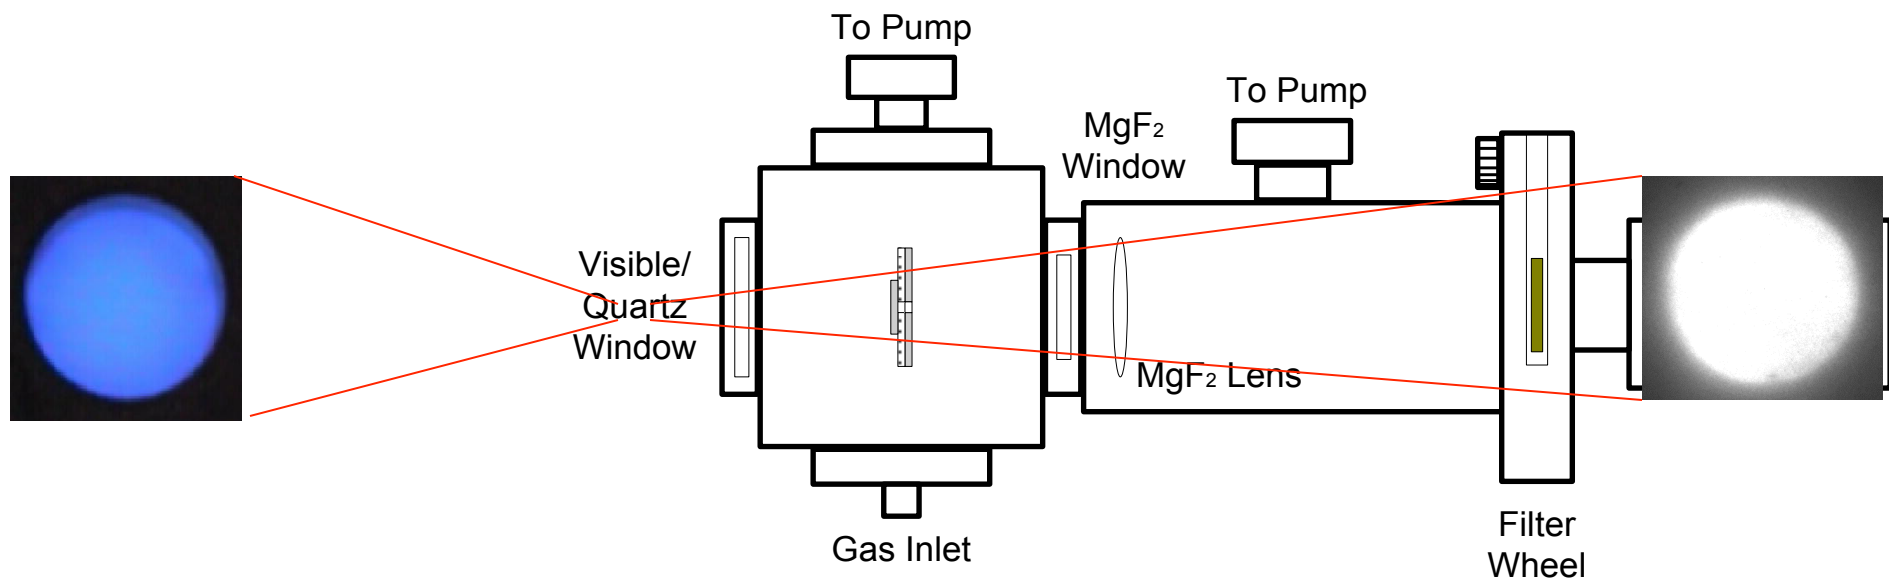 To Pump
To Pump
MgF₂
Window
Visible/
Quartz
Window
MgF₂ Lens
Gas Inlet
Filter
Wheel